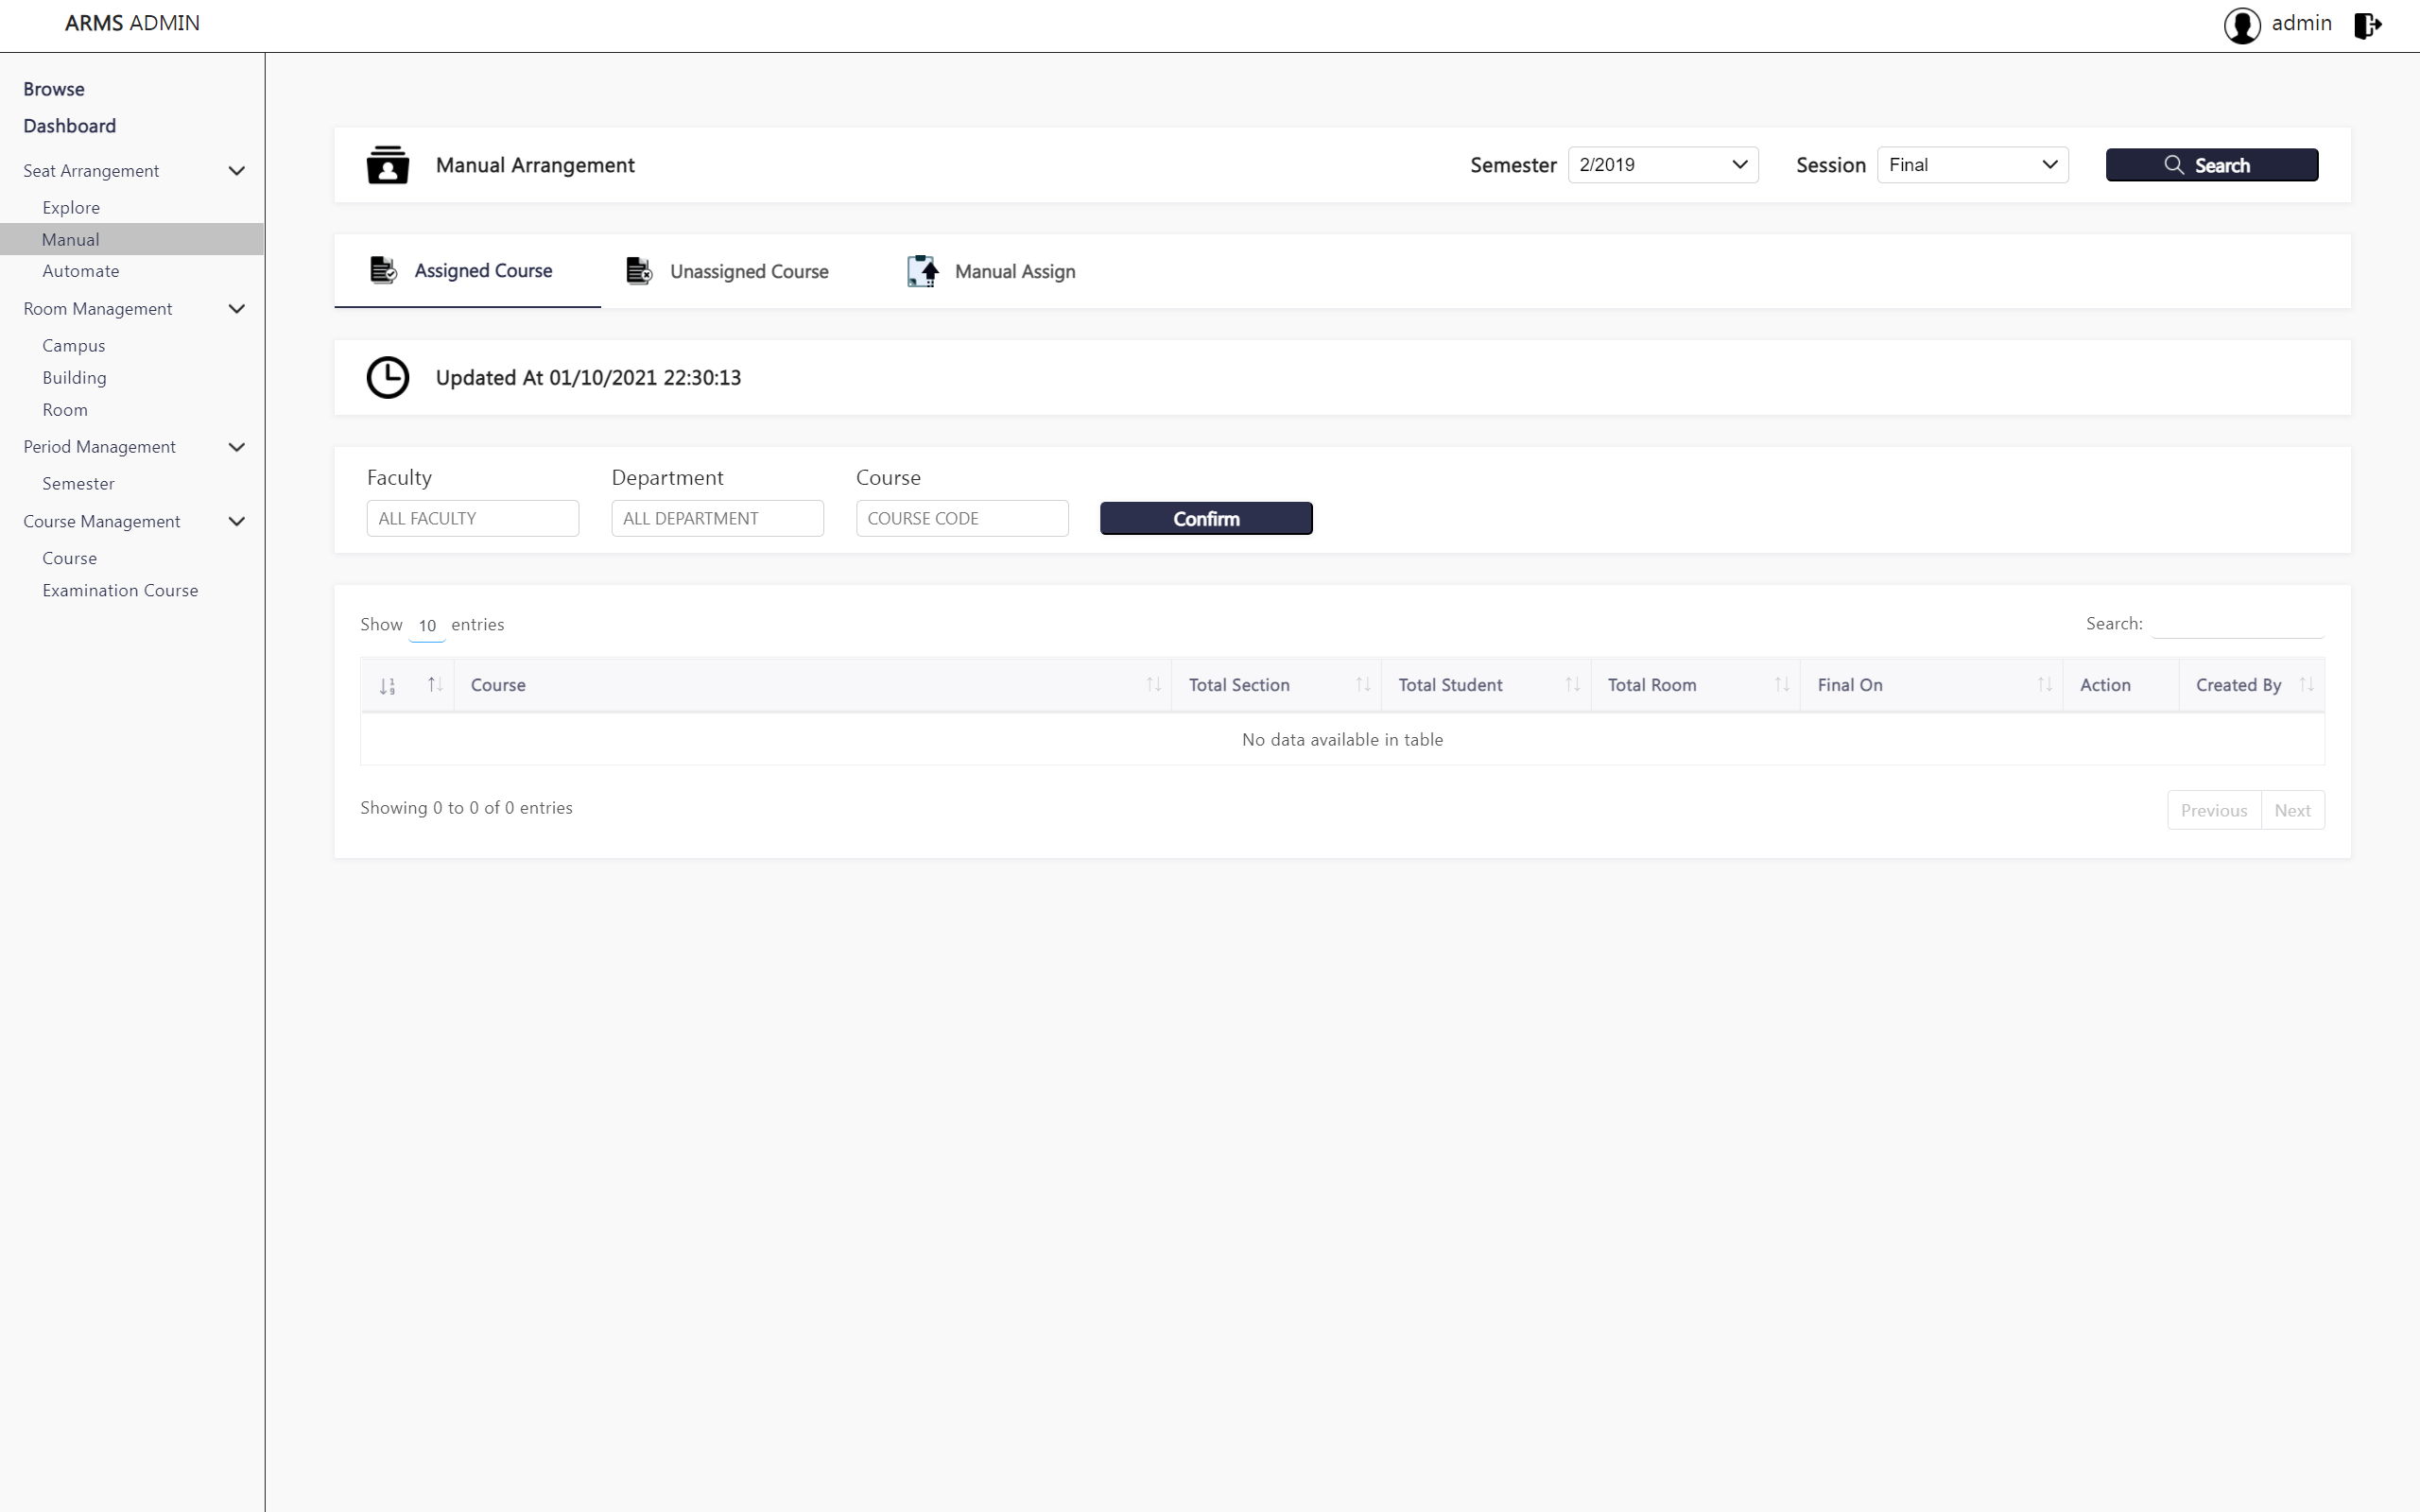 ARMS ADMIN
admin
Browse
Dashboard
Seat Arrangement
Explore
Manual
Automate
Room Management
Campus
Building
Room
Period Management
Semester
Course Management
Course
Examination Course
Manual Arrangement
Semester 2/2019 Session Final Search
Assigned Course Unassigned Course Manual Assign
Updated At 01/10/2021 22:30:13
Faculty Department Course
ALL FACULTY ALL DEPARTMENT COURSE CODE Confirm
Show 10 entries Search:
Course Total Section Total Student Total Room Final On Action Created By
No data available in table
Showing 0 to 0 of 0 entries Previous Next